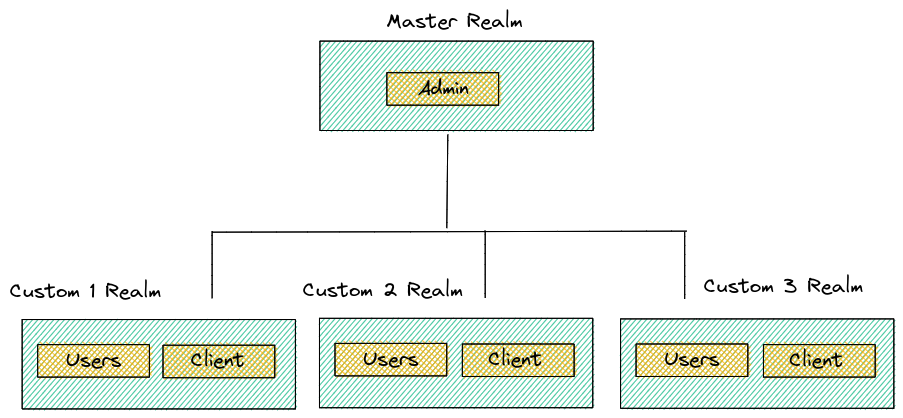 Master Realm
Admin
Custom 1 Realm
Custom 2 Realm
Custom 3 Realm
Users
Client
Users
Client
Users
Client